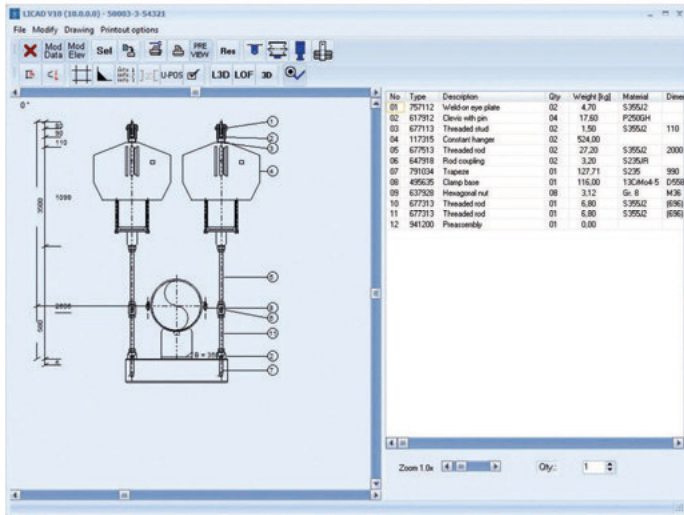 LICAD V10 (10.0.0.0) - 50003-3-54321
File Modify Drawing Printout options
Mod Data Mod Elev Sel PRE VIEW Res
U-POS L3D LOF 3D
0 °
110
1090
3500
500
1
2
3
4
5
11
2
7
No Type Description Qty Weight [kg] Material Dimen
01 757112 Weld-on eye plate 02 4,70 S355J2
02 617912 Clevis with pin 04 17,60 P250GH
03 677113 Threaded stud 02 1,50 S355J2 110
04 117315 Constant hanger 02 524,00
05 677513 Threaded rod 02 27,20 S355J2 2000
06 647918 Rod coupling 02 3,20 S235JR
07 791034 Trapeze 01 127,71 S235 990
08 495635 Clamp base 01 116,00 13CrMo4-5 D558
09 637928 Hexagonal nut 08 3,12 Gr. 8 M36
10 677313 Threaded rod 01 6,80 S355J2 (696)
11 677313 Threaded rod 01 6,80 S355J2 (696)
12 941200 Preassembly 01 0,00
Zoom 1.0x Qty.: 1